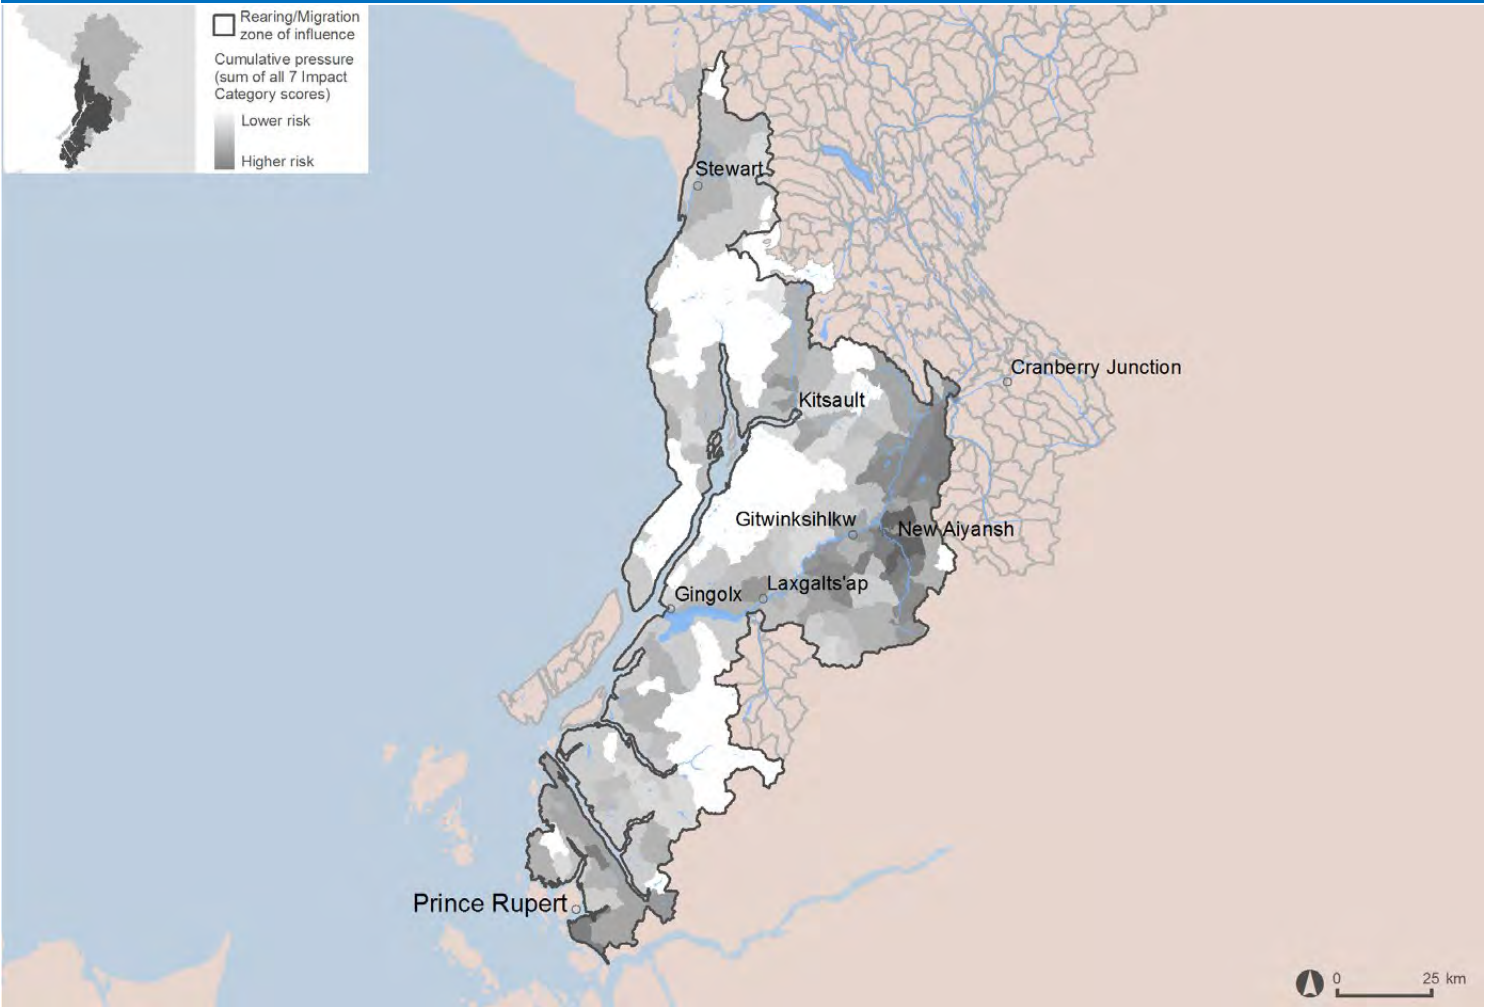 Rearing/Migration
zone of influence
Cumulative pressure
(sum of all 7 Impact
Category scores)
Lower risk
Higher risk
Stewart
Cranberry Junction
Kitsault
Gitwinksihlkw
New Aiyansh
Laxgalts'ap
Gingolx
Prince Rupert
0 25 km